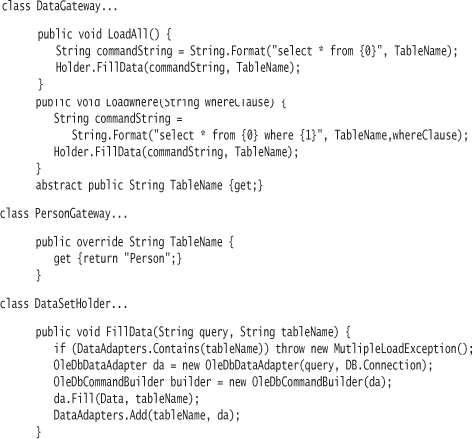 class DataGateway...
public void LoadAll() {
String commandString = String.Format("select * from {0}", TableName);
Holder.FillData(commandString, TableName);
}
public void LoadWhere(String whereClause) {
String commandString =
String.Format("select * from {0} where {1}", TableName,whereClause);
Holder.FillData(commandString, TableName);
}
abstract public String TableName {get;}
class PersonGateway...
public override String TableName {
get {return "Person";}
}
class DataSetHolder...
public void FillData(String query, String tableName) {
if (DataAdapters.Contains(tableName)) throw new MutlipleLoadException();
OleDbDataAdapter da = new OleDbDataAdapter(query, DB.Connection);
OleDbCommandBuilder builder = new OleDbCommandBuilder(da);
da.Fill(Data, tableName);
DataAdapters.Add(tableName, da);
}